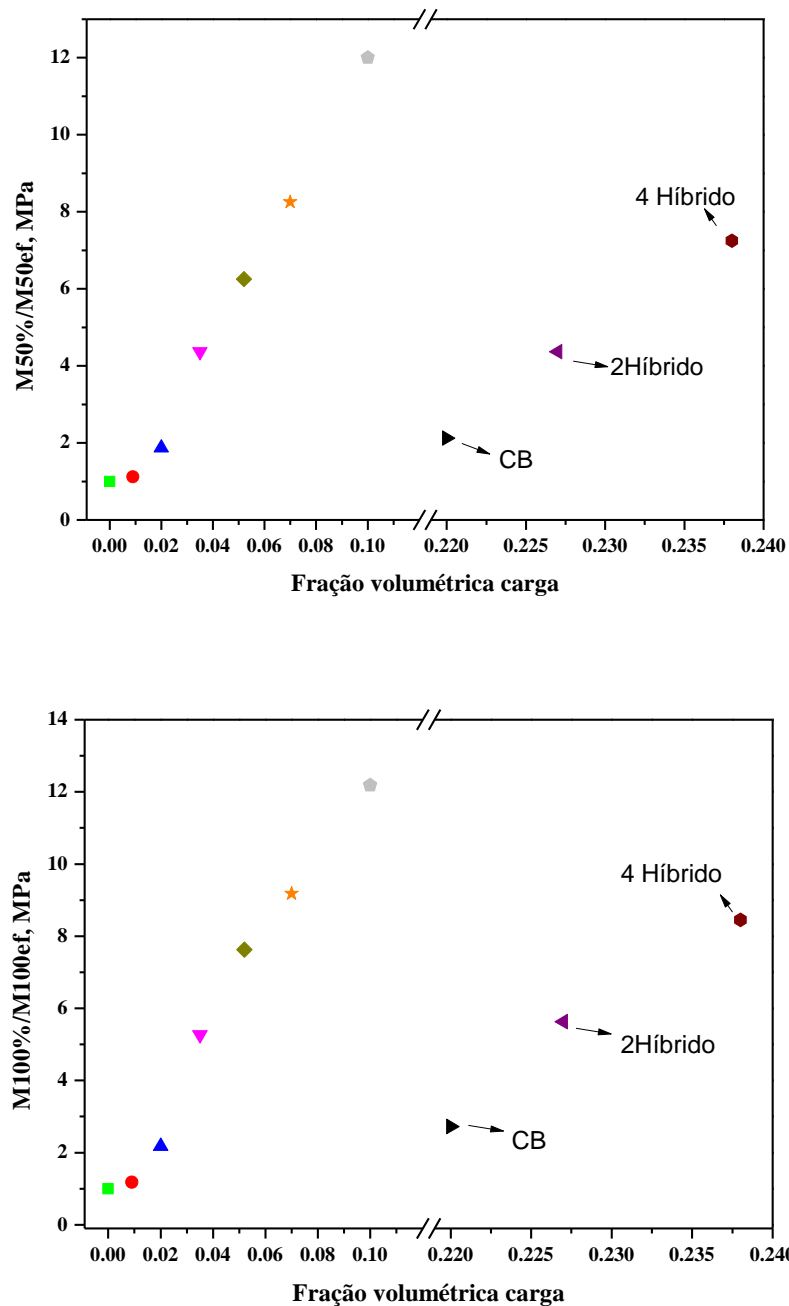 12
10
8
6
4
2
0
M50%/M50ef, MPa
4 Híbrido
2Híbrido
CB
0.00 0.02 0.04 0.06 0.08 0.10 0.220 0.225 0.230 0.235 0.240
Fração volumétrica carga
14
12
10
8
6
4
2
0
M100%/M100ef, MPa
4 Híbrido
2Híbrido
CB
0.00 0.02 0.04 0.06 0.08 0.10 0.220 0.225 0.230 0.235 0.240
Fração volumétrica carga